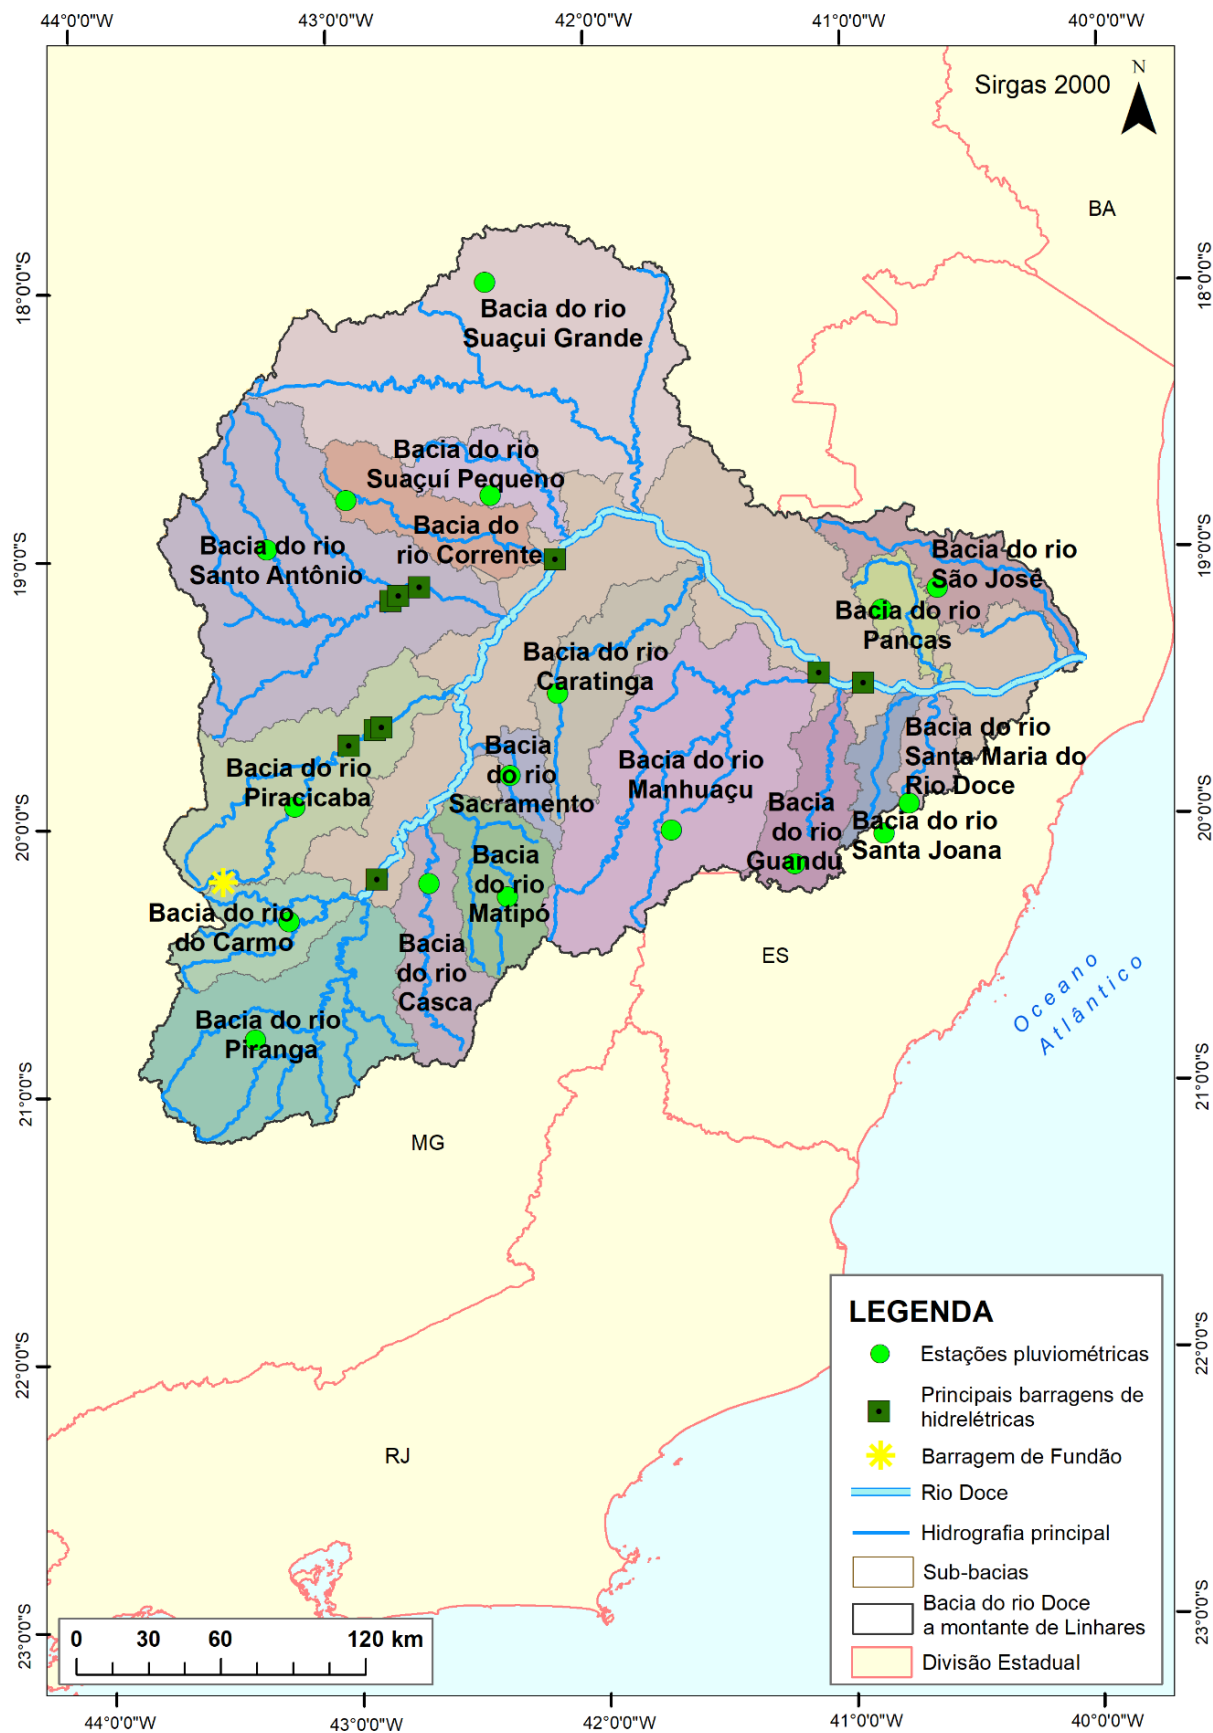 44°0'0"W
43°0'0"W
42°0'0"W
41°0'0"W
40°0'0"W
Sirgas 2000
N
BA
18°0'0"S
18°0'0"S
Bacia do rio
Suaçui Grande
Bacia do rio
Suaçuí Pequeno
Bacia do
rio Corrente
Bacia do rio
Santo Antônio
19°0'0"S
19°0'0"S
Bacia do rio
São José
Bacia do rio
Pancas
Bacia do rio
Caratinga
Bacia do rio
Santa Maria do
Rio Doce
Bacia
do rio
Sacramento
Bacia do rio
Manhuaçu
Bacia do rio
Piracicaba
Bacia
do rio
Guandu
Bacia do rio
Santa Joana
20°0'0"S
20°0'0"S
Bacia
do rio
Matipó
Bacia do rio
do Carmo
Bacia
do rio
Casca
ES
Oceano
Atlântico
Bacia do rio
Piranga
21°0'0"S
21°0'0"S
MG
22°0'0"S
22°0'0"S
RJ
LEGENDA
Estações pluviométricas
Principais barragens de
hidrelétricas
Barragem de Fundão
Rio Doce
Hidrografia principal
Sub-bacias
Bacia do rio Doce
a montante de Linhares
Divisão Estadual
23°0'0"S
23°0'0"S
0 30 60 120 km
44°0'0"W
43°0'0"W
42°0'0"W
41°0'0"W
40°0'0"W